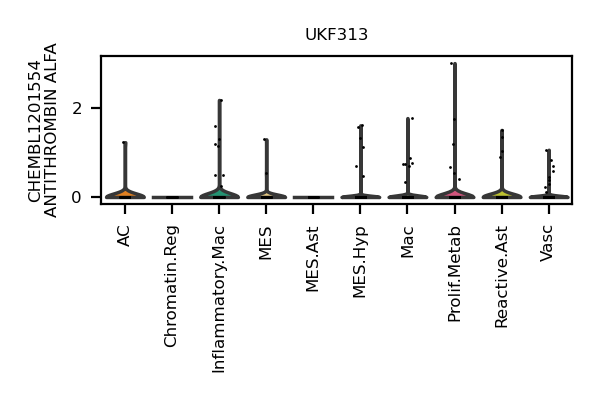 UKF313
CHEMBL1201554
ANTITHROMBIN ALFA
2
0
AC
Chromatin.Reg
Inflammatory.Mac
MES
MES.Ast
MES.Hyp
Mac
Prolif.Metab
Reactive.Ast
Vasc